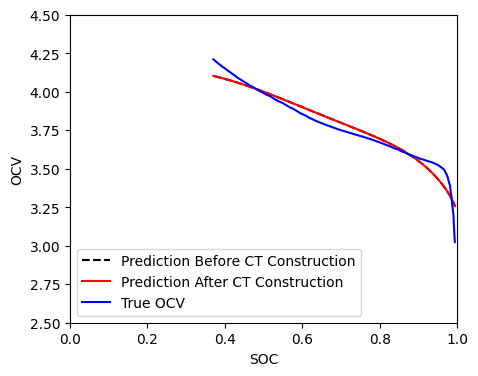 4.50
4.25
4.00
3.75
3.50
3.25
3.00
2.75
2.50
OCV
Prediction Before CT Construction
Prediction After CT Construction
True OCV
0.0 0.2 0.4 0.6 0.8 1.0
SOC